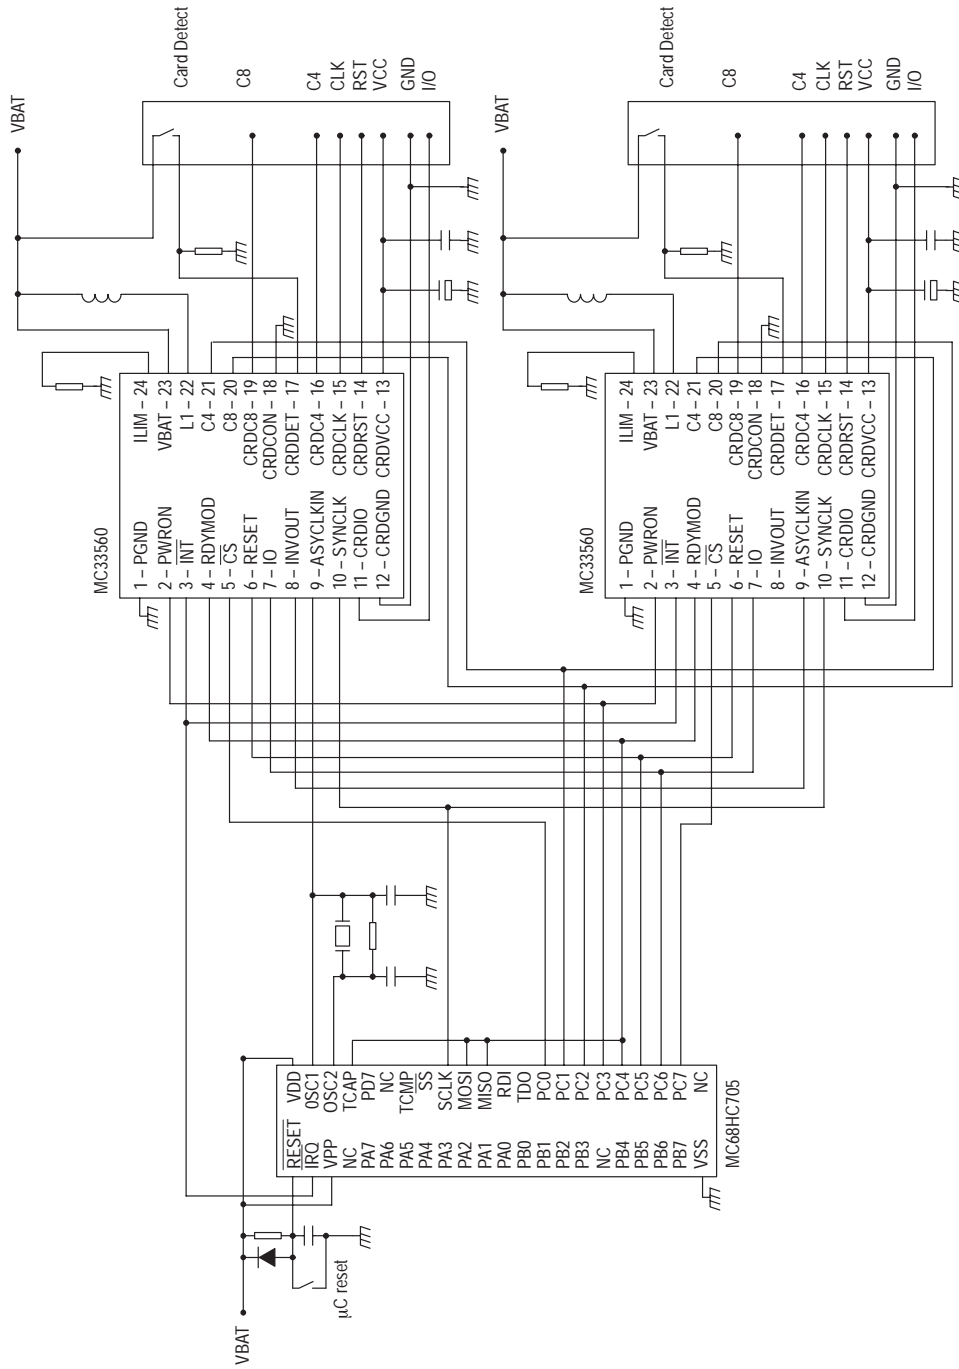 VBAT
Card Detect
C8
C4
CLK
RST
VCC
GND
I/O
MC33560
1 – PGND
2 – PWRON
3 – INT
4 – RDYMOD
5 – CS
6 – RESET
7 – IO
8 – INVOUT
9 – ASYCLKIN
10 – SYNCLK
11 – CRDIO
12 – CRDGND
ILIM – 24
VBAT – 23
L1 – 22
C4 – 21
C8 – 20
CRDC8 – 19
CRDCON – 18
CRDDET – 17
CRDC4 – 16
CRDCLK – 15
CRDRST – 14
CRDVCC – 13
VBAT
Card Detect
C8
C4
CLK
RST
VCC
GND
I/O
MC33560
1 – PGND
2 – PWRON
3 – INT
4 – RDYMOD
5 – CS
6 – RESET
7 – IO
8 – INVOUT
9 – ASYCLKIN
10 – SYNCLK
11 – CRDIO
12 – CRDGND
ILIM – 24
VBAT – 23
L1 – 22
C4 – 21
C8 – 20
CRDC8 – 19
CRDCON – 18
CRDDET – 17
CRDC4 – 16
CRDCLK – 15
CRDRST – 14
CRDVCC – 13
VBAT
μC reset
RESET
IRQ
VPP
NC
PA7
PA6
PA5
PA4
PA3
PA2
PA1
PA0
PB0
PB1
PB2
PB3
NC
PB4
PB5
PB6
PB7
VSS
VDD
0SC1
OSC2
TCAP
PD7
NC
TCMP
SS
SCLK
MOSI
MISO
RDI
TDO
PC0
PC1
PC2
PC3
PC4
PC5
PC6
PC7
NC
MC68HC705